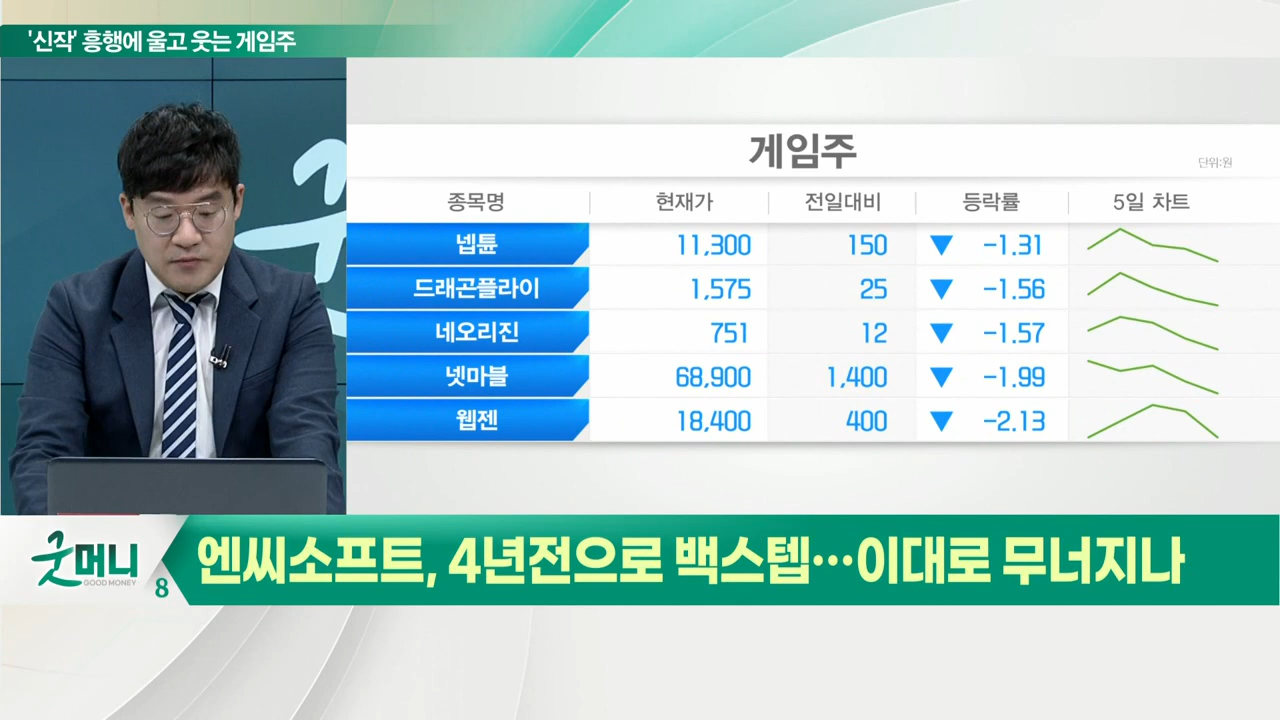 '신작' 흥행에 울고 웃는 게임주
게임주
단위:원
종목명 현재가 전일대비 등락률 5일 차트
넵튠 11,300 150 ▼ -1.31
드래곤플라이 1,575 25 ▼ -1.56
네오리진 751 12 ▼ -1.57
넷마블 68,900 1,400 ▼ -1.99
웹젠 18,400 400 ▼ -2.13
굿머니 8
GOOD MONEY
엔씨소프트, 4년전으로 백스텝…이대로 무너지나